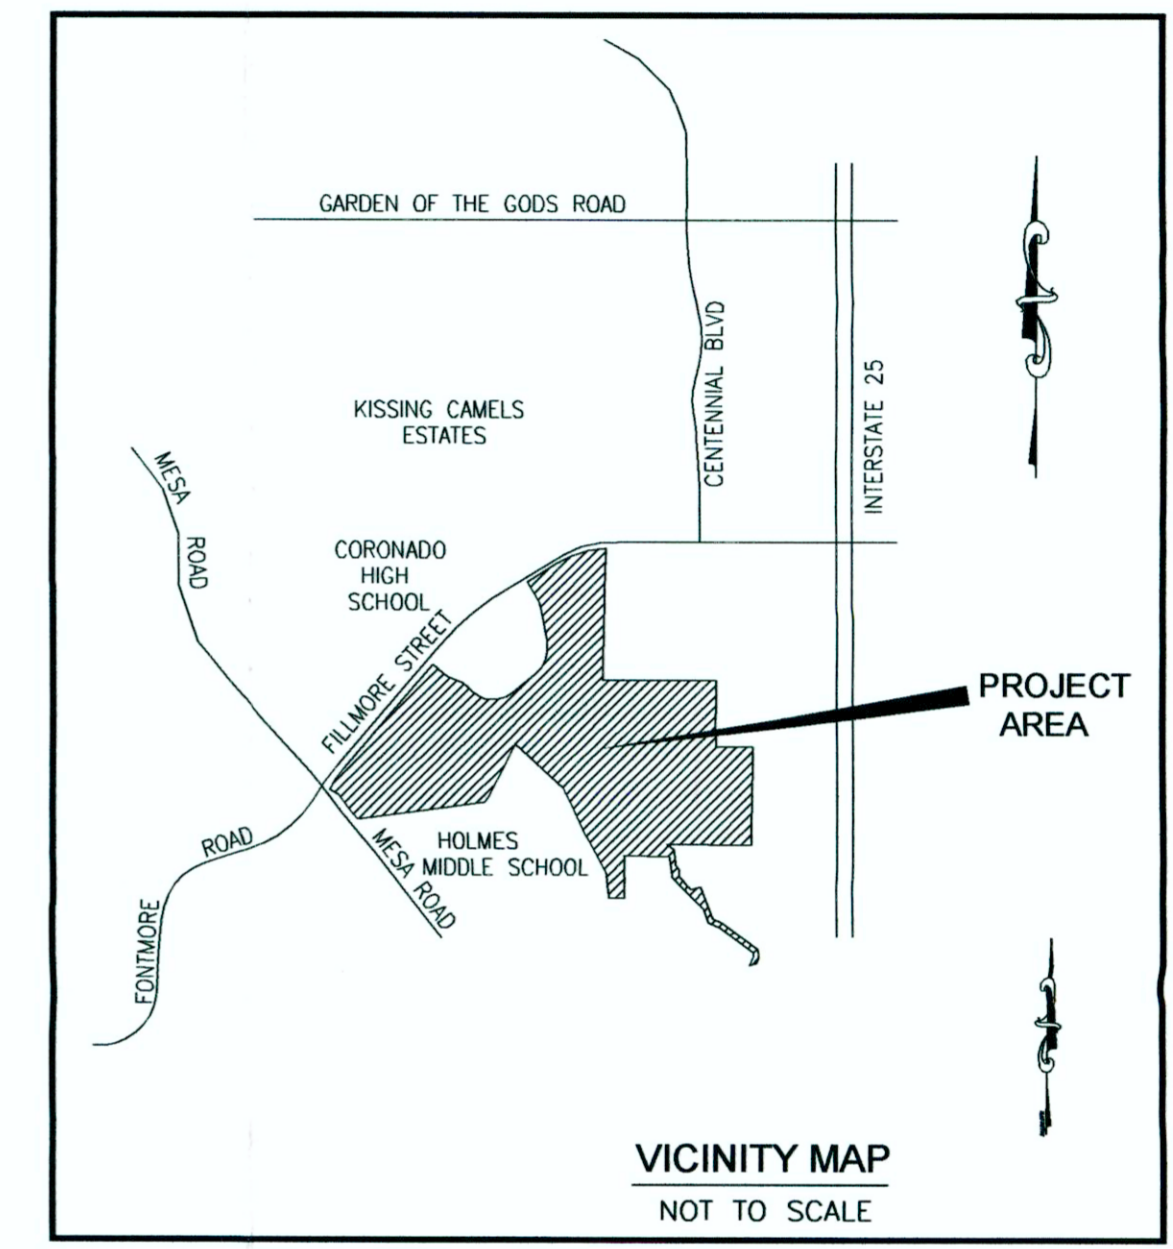 GARDEN OF THE GODS ROAD
CENTENNIAL BLVD
INTERSTATE 25
KISSING CAMELS
ESTATES
MESA
ROAD
CORONADO
HIGH
SCHOOL
FILLMORE STREET
PROJECT
AREA
ROAD
FONTMORE
HOLMES
MIDDLE SCHOOL
MESA ROAD
VICINITY MAP
NOT TO SCALE